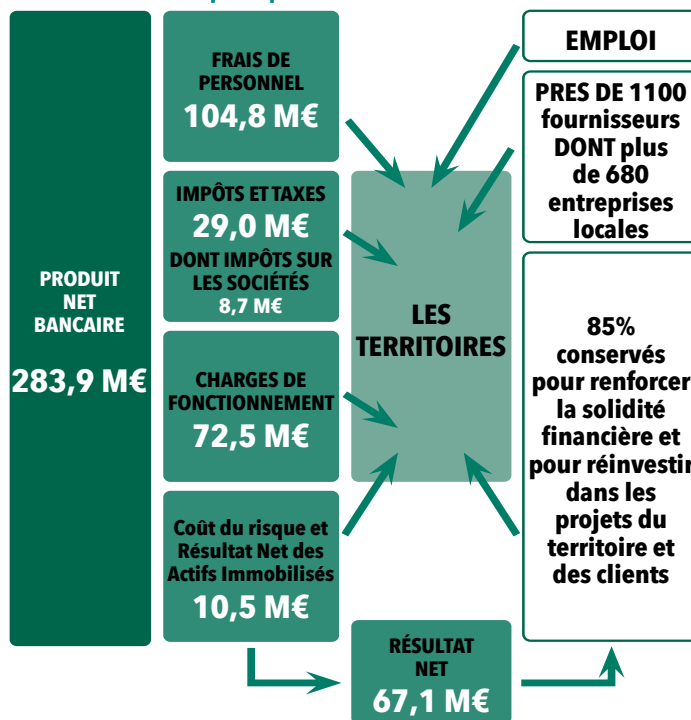 PRODUIT
NET
BANCAIRE
283,9 M€
FRAIS DE
PERSONNEL
104,8 M€
IMPÔTS ET TAXES
29,0 M€
DONT IMPÔTS SUR
LES SOCIÉTÉS
8,7 M€
CHARGES DE
FONCTIONNEMENT
72,5 M€
Coût du risque et
Résultat Net des
Actifs Immobilisés
10,5 M€
LES
TERRITOIRES
RÉSULTAT
NET
67,1 M€
EMPLOI
PRES DE 1100
fournisseurs
DONT plus
de 680
entreprises
locales
85%
conservés
pour renforcer
la solidité
financière et
pour réinvestir
dans les
projets du
territoire et
des clients